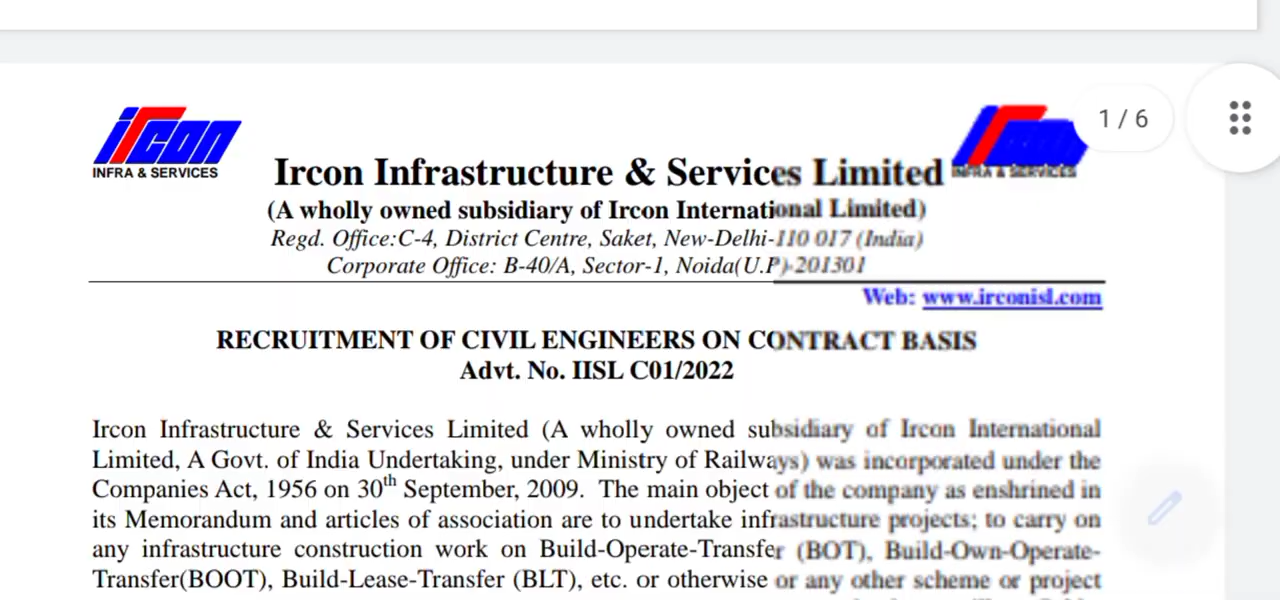 ircon
INFRA & SERVICES
INFRA & SERVICES
1 / 6
Ircon Infrastructure & Services Limited
(A wholly owned subsidiary of Ircon International Limited)
Regd. Office:C-4, District Centre, Saket, New-Delhi-110 017 (India)
Corporate Office: B-40/A, Sector-1, Noida(U.P)-201301
Web: www.irconisl.com
RECRUITMENT OF CIVIL ENGINEERS ON CONTRACT BASIS
Advt. No. IISL C01/2022
Ircon Infrastructure & Services Limited (A wholly owned subsidiary of Ircon International
Limited, A Govt. of India Undertaking, under Ministry of Railways) was incorporated under the
Companies Act, 1956 on 30th September, 2009. The main object of the company as enshrined in
its Memorandum and articles of association are to undertake infrastructure projects; to carry on
any infrastructure construction work on Build-Operate-Transfer (BOT), Build-Own-Operate-
Transfer(BOOT), Build-Lease-Transfer (BLT), etc. or otherwise or any other scheme or project